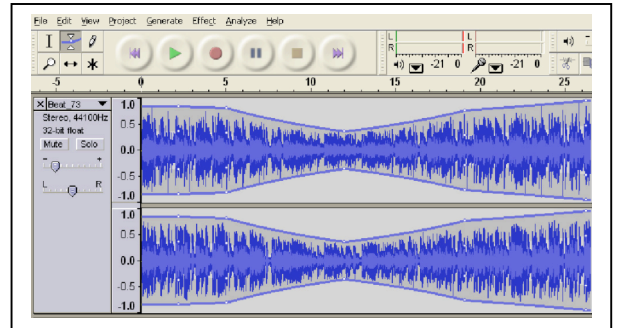 File Edit View Project Generate Effect Analyze Help
L
R
L
R
-21 0
-21 0
-5 0 5 10 15 20 25
X Beat_73
Stereo, 44100Hz
32-bit float
Mute Solo
- +
L R
1.0
0.5
0.0
-0.5
-1.0
1.0
0.5
0.0
-0.5
-1.0